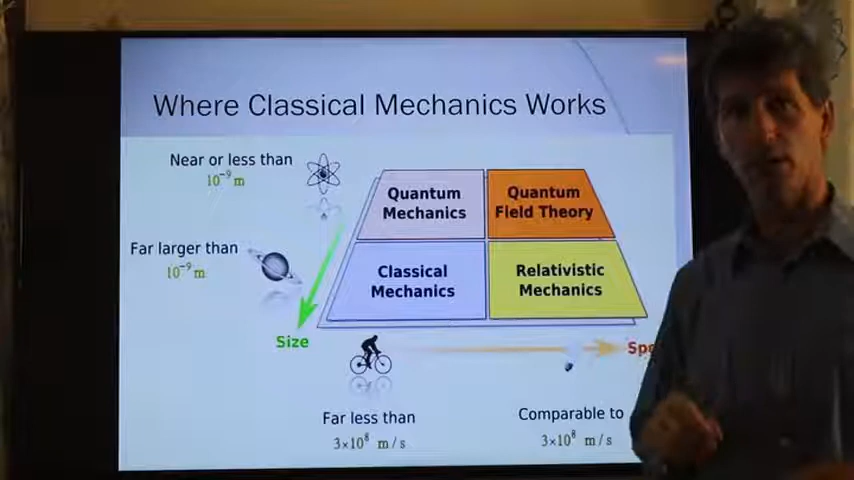 Where Classical Mechanics Works
Near or less than
10⁻⁹ m
Far larger than
10⁻⁹ m
Quantum
Mechanics
Quantum
Field Theory
Classical
Mechanics
Relativistic
Mechanics
Size
Far less than
3×10⁸ m/s
Comparable to
3×10⁸ m/s